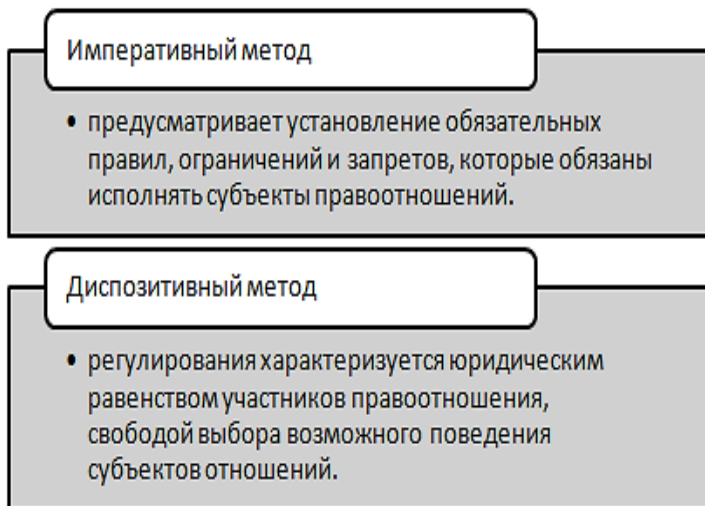 Императивный метод
• предусматривает установление обязательных
правил, ограничений и запретов, которые обязаны
исполнять субъекты правоотношений.
Диспозитивный метод
• регулирования характеризуется юридическим
равенством участников правоотношения,
свободой выбора возможного поведения
субъектов отношений.